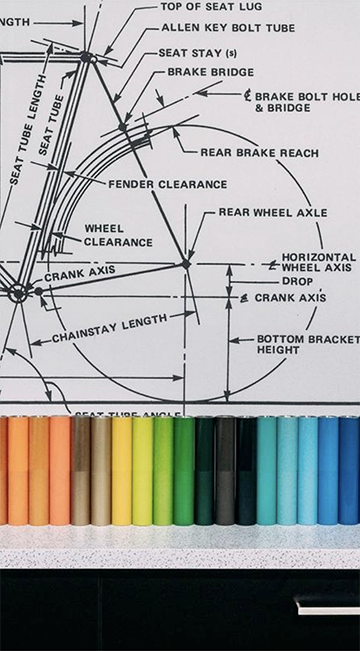 NGTH
TOP OF SEAT LUG
ALLEN KEY BOLT TUBE
SEAT TUBE LENGTH
SEAT TUBE
SEAT STAY (s)
BRAKE BRIDGE
℄ BRAKE BOLT HOLE
& BRIDGE
REAR BRAKE REACH
FENDER CLEARANCE
WHEEL
CLEARANCE
REAR WHEEL AXLE
CRANK AXIS
℄ HORIZONTAL
WHEEL AXIS
DROP
℄ CRANK AXIS
CHAINSTAY LENGTH
BOTTOM BRACKET
HEIGHT
SEAT TUBE ANGLE